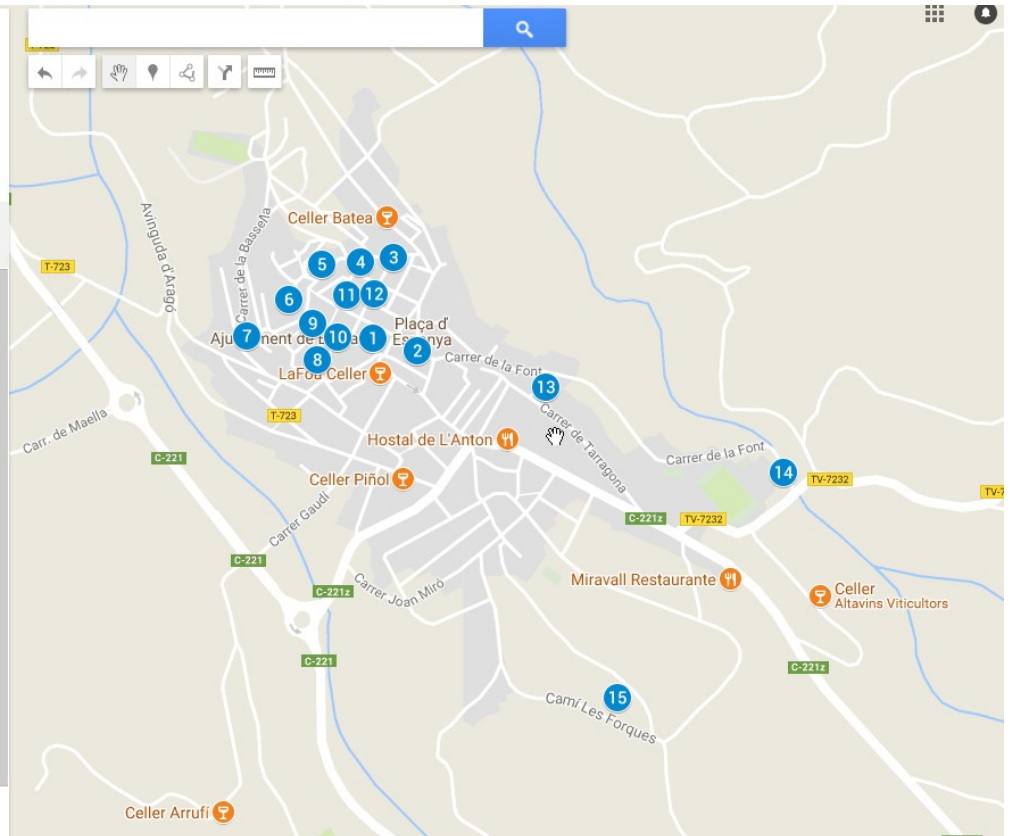 Celler Batea
Carrer de la Bassella
Avinguda d'Aragó
T-723
5
4
3
6
11
12
9
7
10
1
8
2
Plaça d'
LaFou Celler
Carrer de la Font
13
T-723
Carr. de Maella
C-221
Hostal de L'Anton
Carrer de Tarragona
Carrer de la Font
14
TV-7232
Celler Piñol
Carrer Gaudí
C-221z
TV-7232
C-221
C-221z
Carrer Joan Miró
Miravall Restaurante
Celler
Altavins Viticultors
C-221
C-221z
15
Camí Les Forques
Celler Arrufí